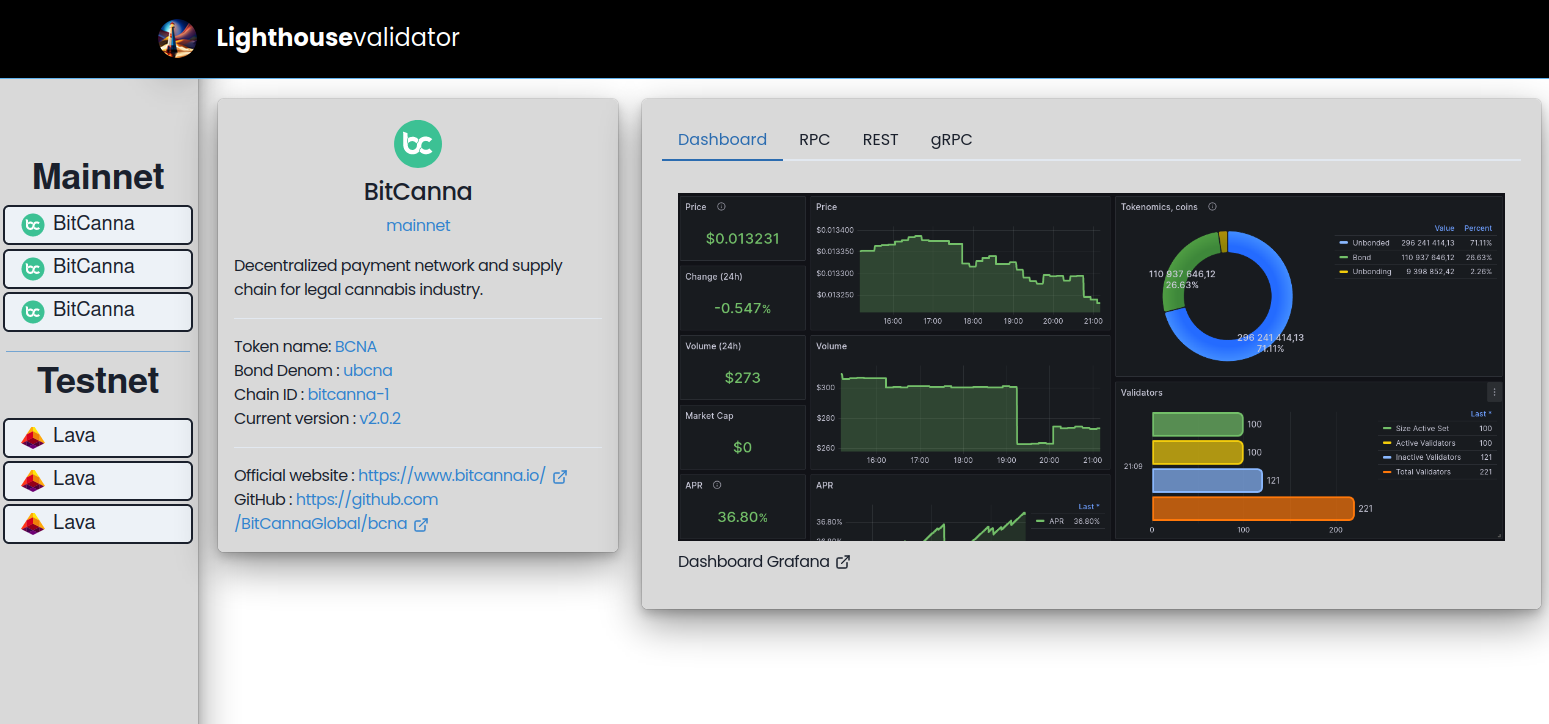 Lighthousevalidator
Mainnet
BitCanna
BitCanna
BitCanna
Testnet
Lava
Lava
Lava
bc
BitCanna
mainnet
Decentralized payment network and supply
chain for legal cannabis industry.
Token name: BCNA
Bond Denom : ubcna
Chain ID : bitcanna-1
Current version : v2.0.2
Official website : https://www.bitcanna.io/
GitHub : https://github.com
/BitCannaGlobal/bcna
Dashboard RPC REST gRPC
Price
$0.013231
Change (24h)
-0.547%
Volume (24h)
$273
Market Cap
$0
APR
36.80%
Price
$0.013400
$0.013350
$0.013300
$0.013250
16:00 17:00 18:00 19:00 20:00 21:00
Volume
$300
$280
$260
16:00 17:00 18:00 19:00 20:00 21:00
APR
36.80%
36.80%
Last *
APR 36.80%
Tokenomics, coins
110 937 646,12
26.63%
296 241 414,13
71.11%
Value Percent
Unbonded 296 241 414,13 71.11%
Bond 110 937 646,12 26.63%
Unbonding 9 398 852,42 2.26%
Validators
21:09
100
100
121
221
0 100 200
Last *
Size Active Set 100
Active Validators 100
Inactive Validators 121
Total Validators 221
Dashboard Grafana